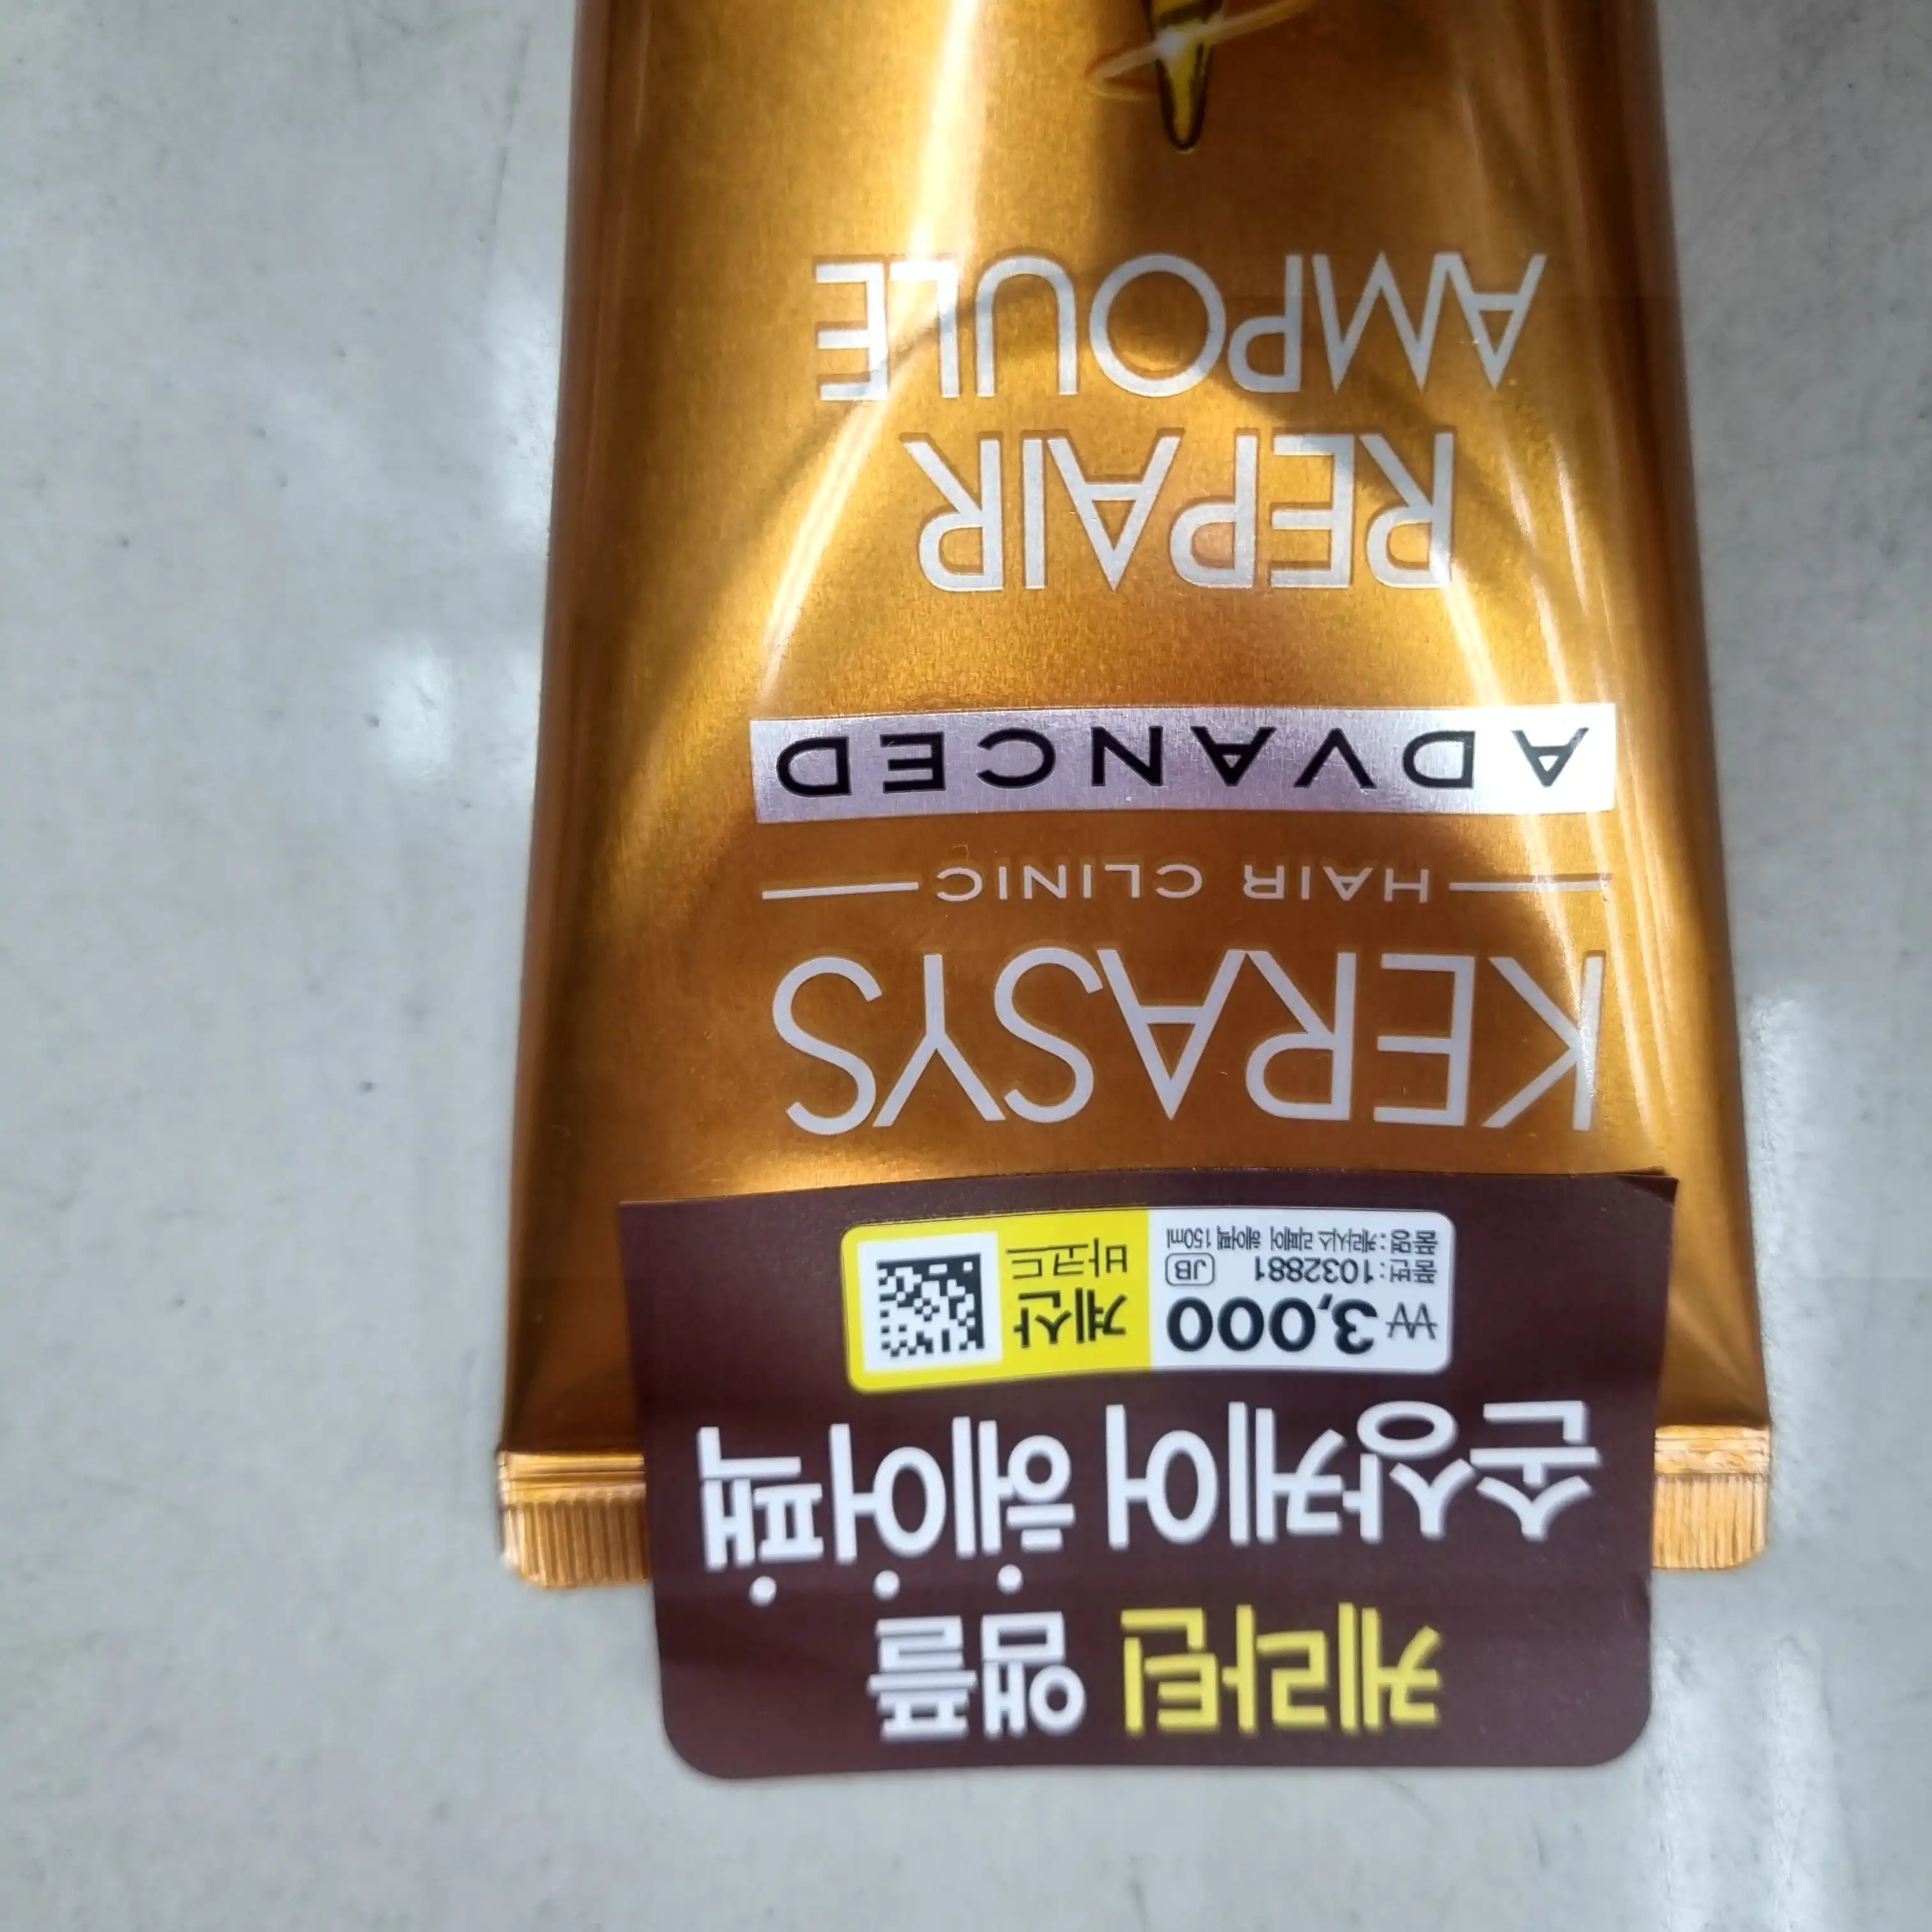 케라틴 앰플
손상케어 헤어팩
₩3,000
품번:1032881 JB
품명:케라시스 리페어 헤어팩 150ml
계산
바코드
KERASYS
HAIR CLINIC
ADVANCED
REPAIR
AMPOULE